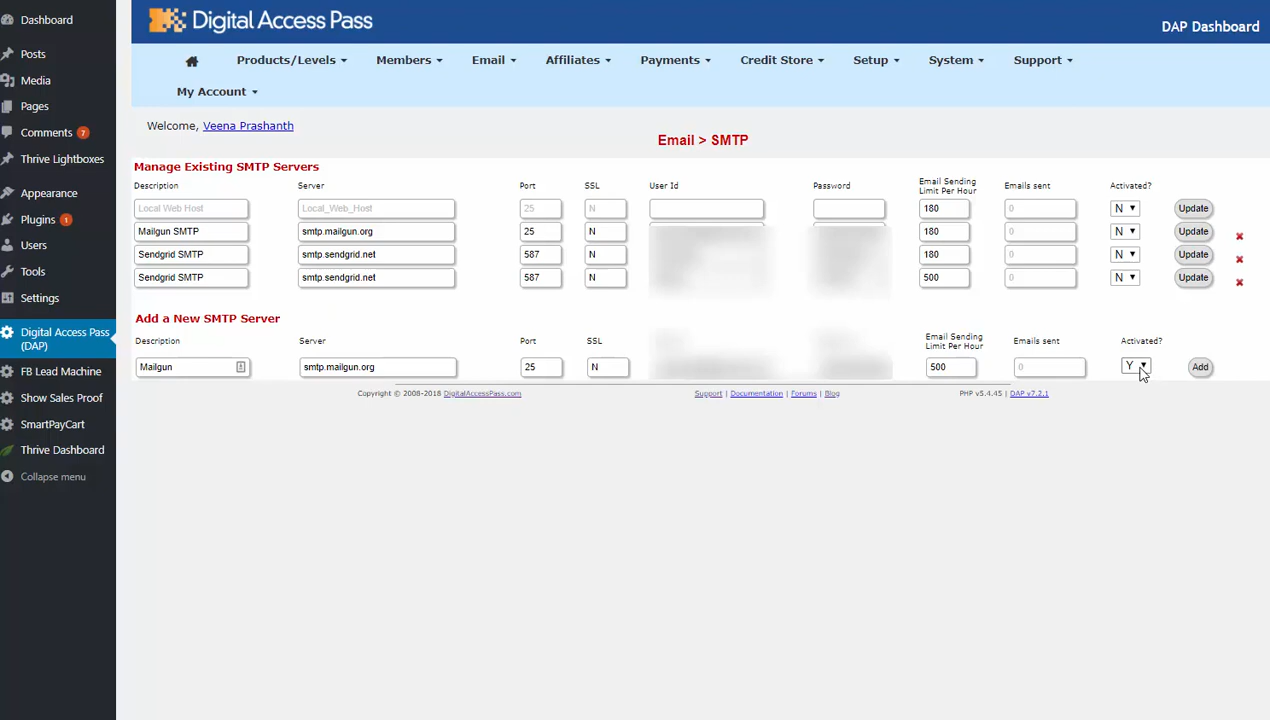 Dashboard
Posts
Media
Pages
Comments 7
Thrive Lightboxes
Appearance
Plugins 1
Users
Tools
Settings
Digital Access Pass
(DAP)
FB Lead Machine
Show Sales Proof
SmartPayCart
Thrive Dashboard
Collapse menu
Digital Access Pass
DAP Dashboard
Products/Levels Members Email Affiliates Payments Credit Store Setup System Support
My Account
Welcome, Veena Prashanth
Email > SMTP
Manage Existing SMTP Servers
Description Server Port SSL User Id Password Email Sending Limit Per Hour Emails sent Activated?
Local Web Host Local_Web_Host 25 N 180 0 N Update
Mailgun SMTP smtp.mailgun.org 25 N 180 0 N Update
Sendgrid SMTP smtp.sendgrid.net 587 N 180 0 N Update
Sendgrid SMTP smtp.sendgrid.net 587 N 500 0 N Update
Add a New SMTP Server
Description Server Port SSL Email Sending Limit Per Hour Emails sent Activated?
Mailgun smtp.mailgun.org 25 N 500 0 Y Add
Copyright © 2008-2018 DigitalAccessPass.com Support | Documentation | Forums | Blog PHP v5.4.45 | DAP v7.2.1